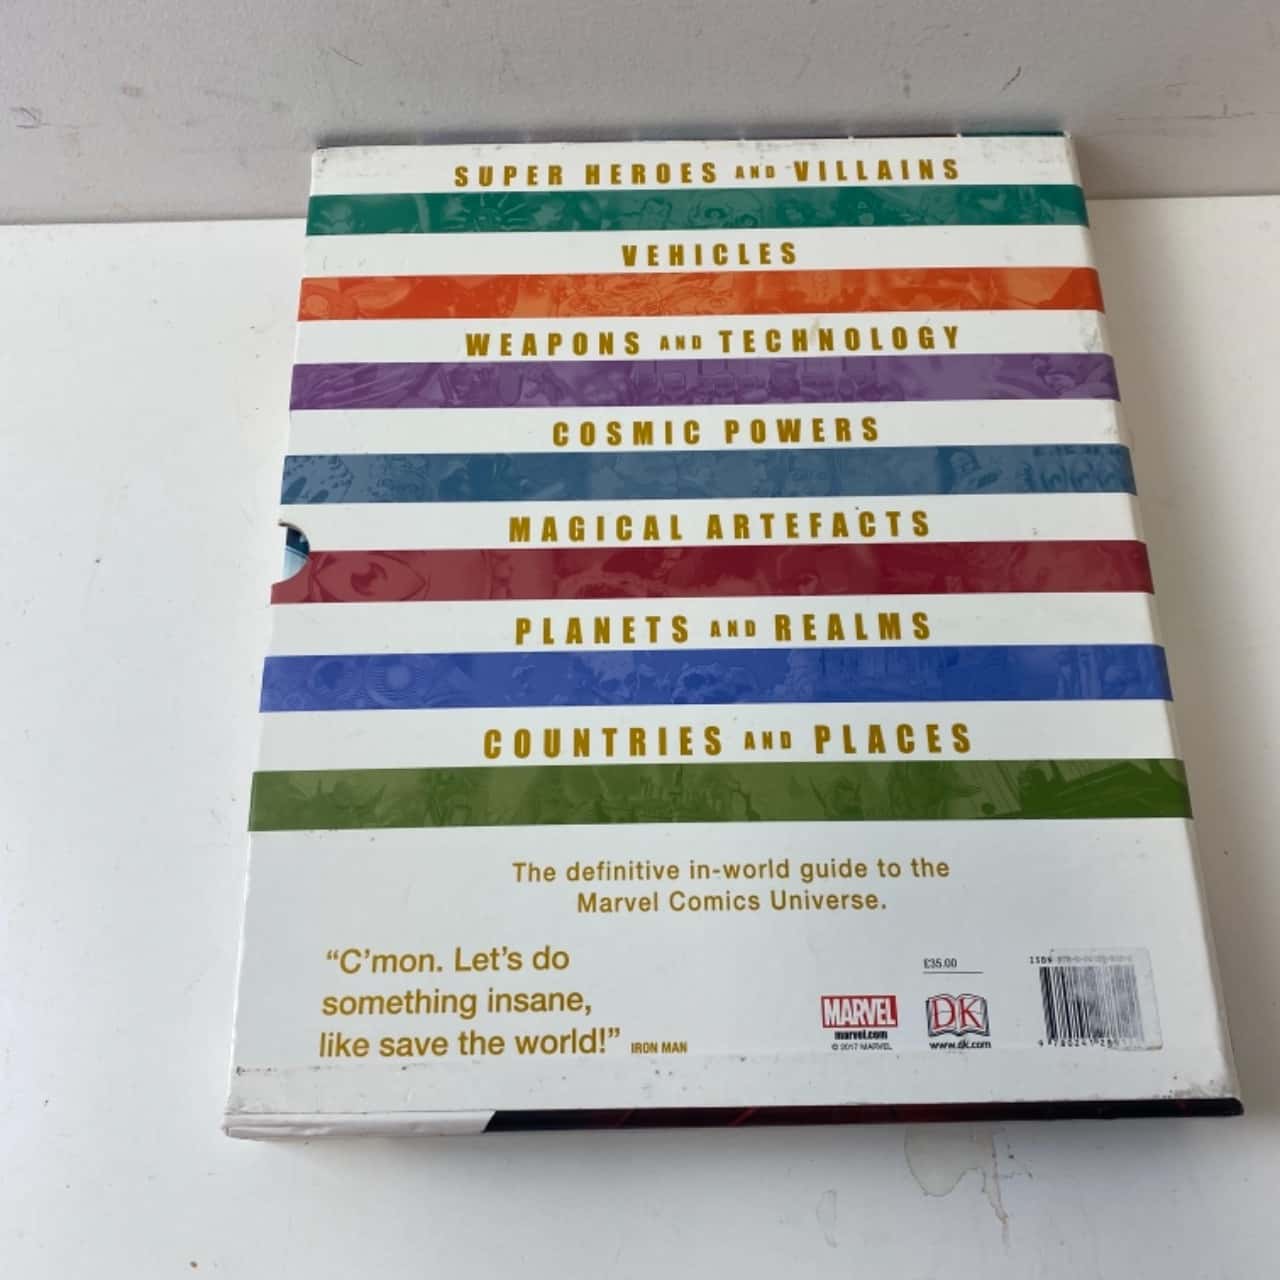 SUPER HEROES AND VILLAINS
VEHICLES
WEAPONS AND TECHNOLOGY
COSMIC POWERS
MAGICAL ARTEFACTS
PLANETS AND REALMS
COUNTRIES AND PLACES
The definitive in-world guide to the
Marvel Comics Universe.
“C’mon. Let’s do
something insane,
like save the world!” IRON MAN
£35.00
MARVEL
marvel.com
© 2017 MARVEL
DK
www.dk.com
ISBN